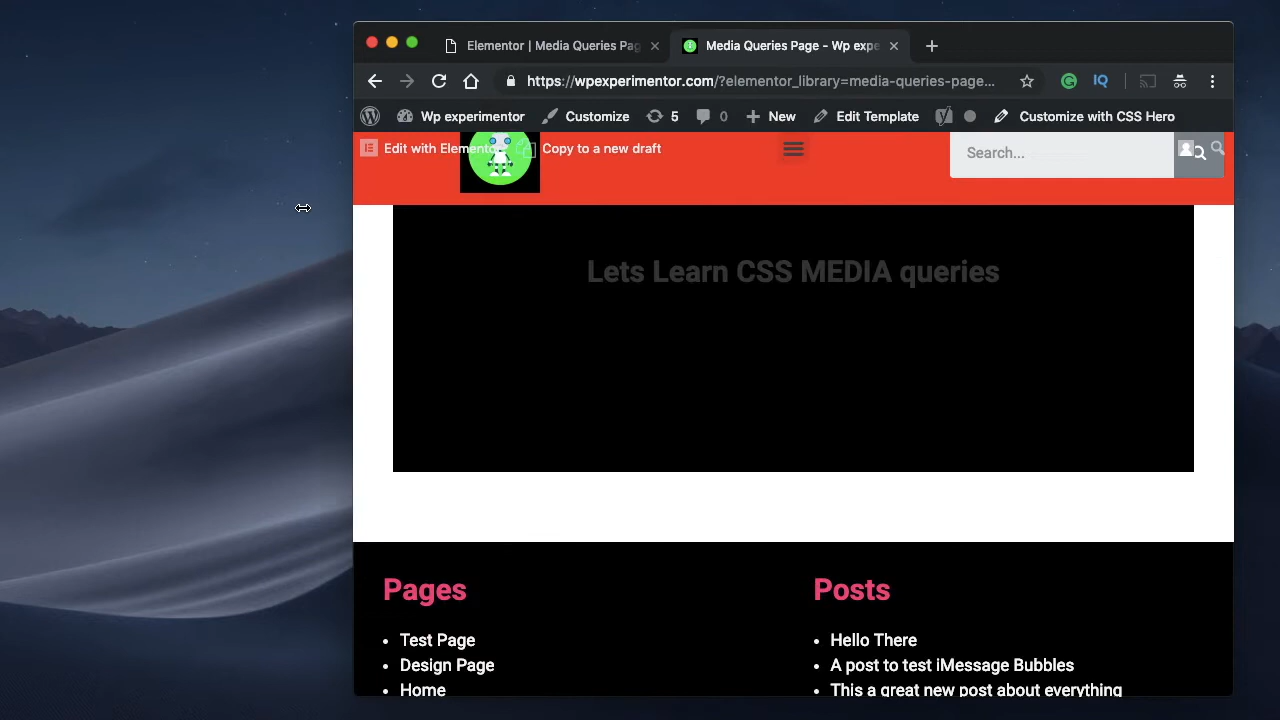 Elementor | Media Queries Pag
Media Queries Page - Wp expe
https://wpexperimentor.com/?elementor_library=media-queries-page...
Wp experimentor Customize 5 0 New Edit Template Customize with CSS Hero
Edit with Elementor Copy to a new draft Search...
Lets Learn CSS MEDIA queries
Pages
Test Page
Design Page
Home
Posts
Hello There
A post to test iMessage Bubbles
This a great new post about everything